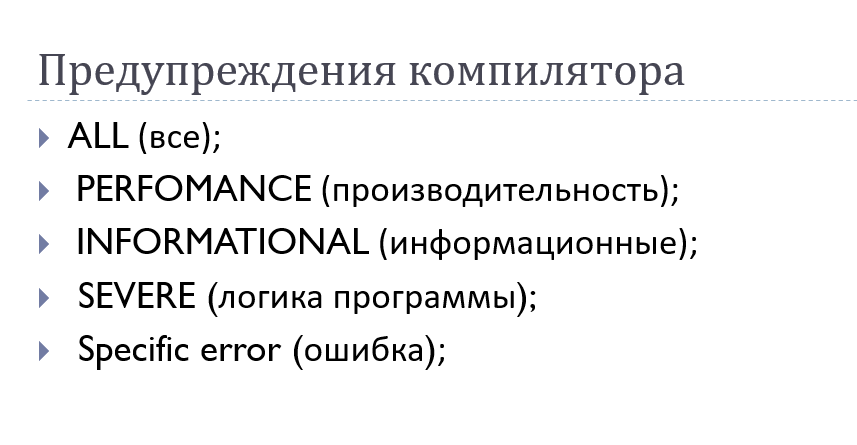 Предупреждения компилятора
ALL (все);
PERFOMANCE (производительность);
INFORMATIONAL (информационные);
SEVERE (логика программы);
Specific error (ошибка);